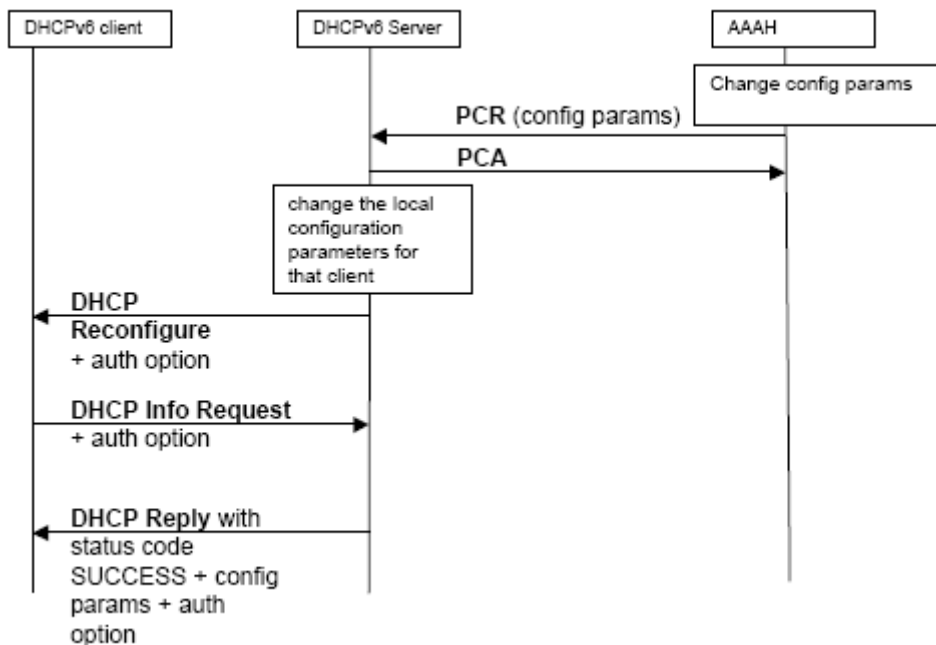 DHCPv6 client
DHCPv6 Server
AAAH
Change config params
PCR (config params)
PCA
change the local
configuration
parameters for
that client
DHCP
Reconfigure
+ auth option
DHCP Info Request
+ auth option
DHCP Reply with
status code
SUCCESS + config
params + auth
option